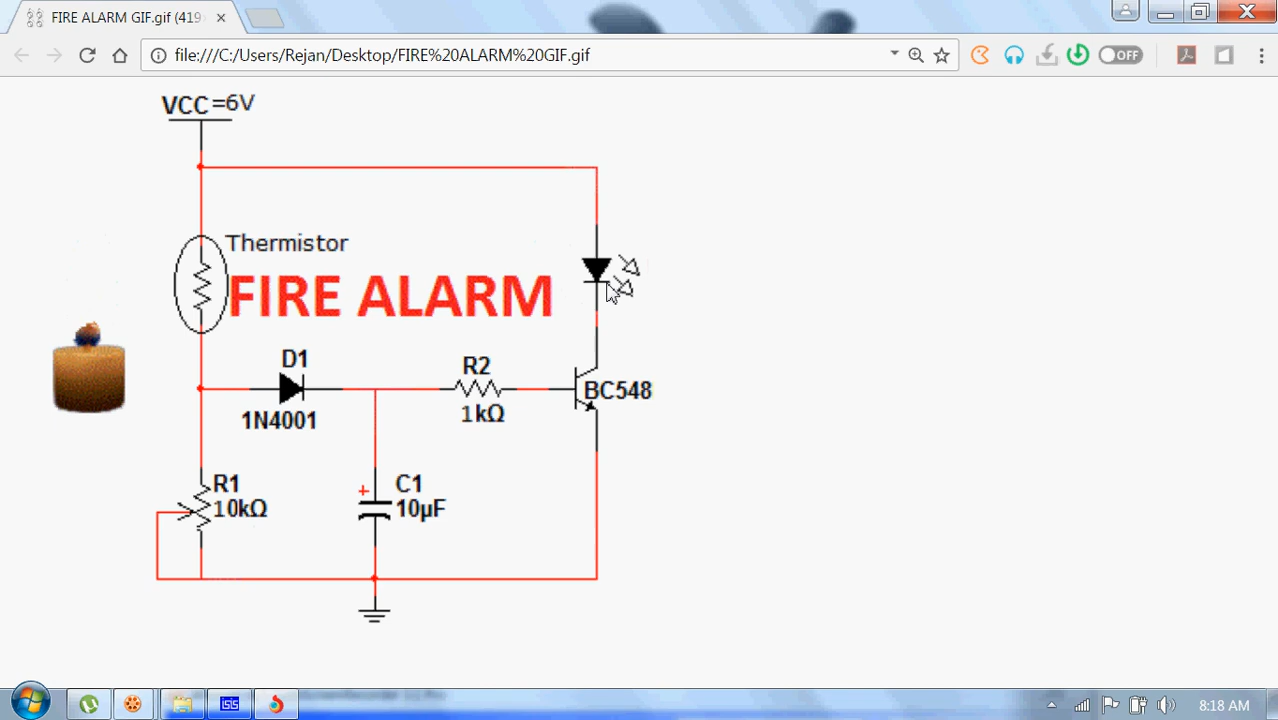 FIRE ALARM GIF.gif (419
file:///C:/Users/Rejan/Desktop/FIRE%20ALARM%20GIF.gif
OFF
VCC=6V
Thermistor
FIRE ALARM
D1
1N4001
R2
1kΩ
BC548
R1
10kΩ
+
C1
10µF
isis
8:18 AM